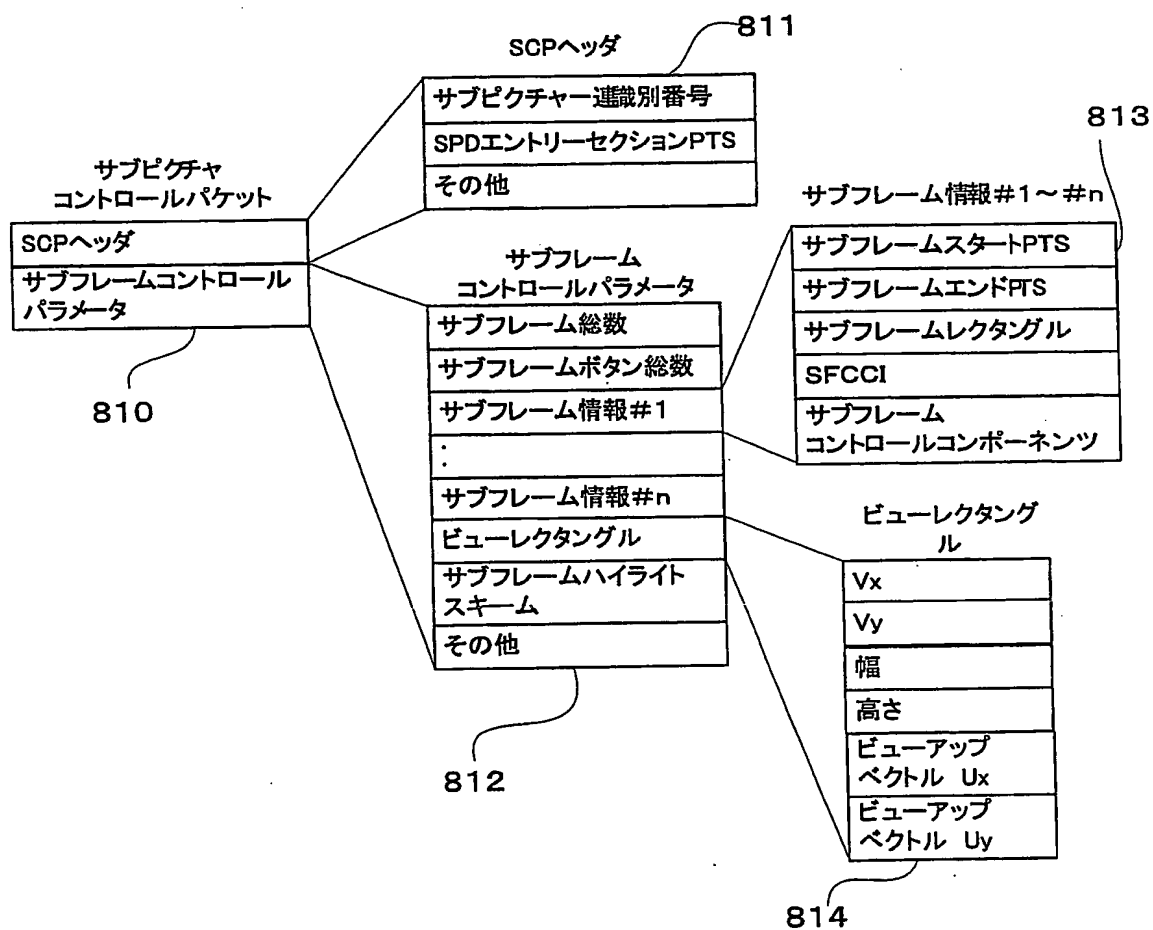 811
SCPヘッダ
サブピクチャー連識別番号
SPDエントリーセクションPTS
その他
サブピクチャ
コントロールパケット
SCPヘッダ
サブフレームコントロール
パラメータ
810
サブフレーム
コントロールパラメータ
サブフレーム総数
サブフレームボタン総数
サブフレーム情報#1
:
サブフレーム情報#n
ビューレクタングル
サブフレームハイライト
スキーム
その他
812
813
サブフレーム情報#1~#n
サブフレームスタートPTS
サブフレームエンドPTS
サブフレームレクタングル
SFCCI
サブフレーム
コントロールコンポーネンツ
ビューレクタング
ル
Vx
Vy
幅
高さ
ビューアップ
ベクトル Ux
ビューアップ
ベクトル Uy
814